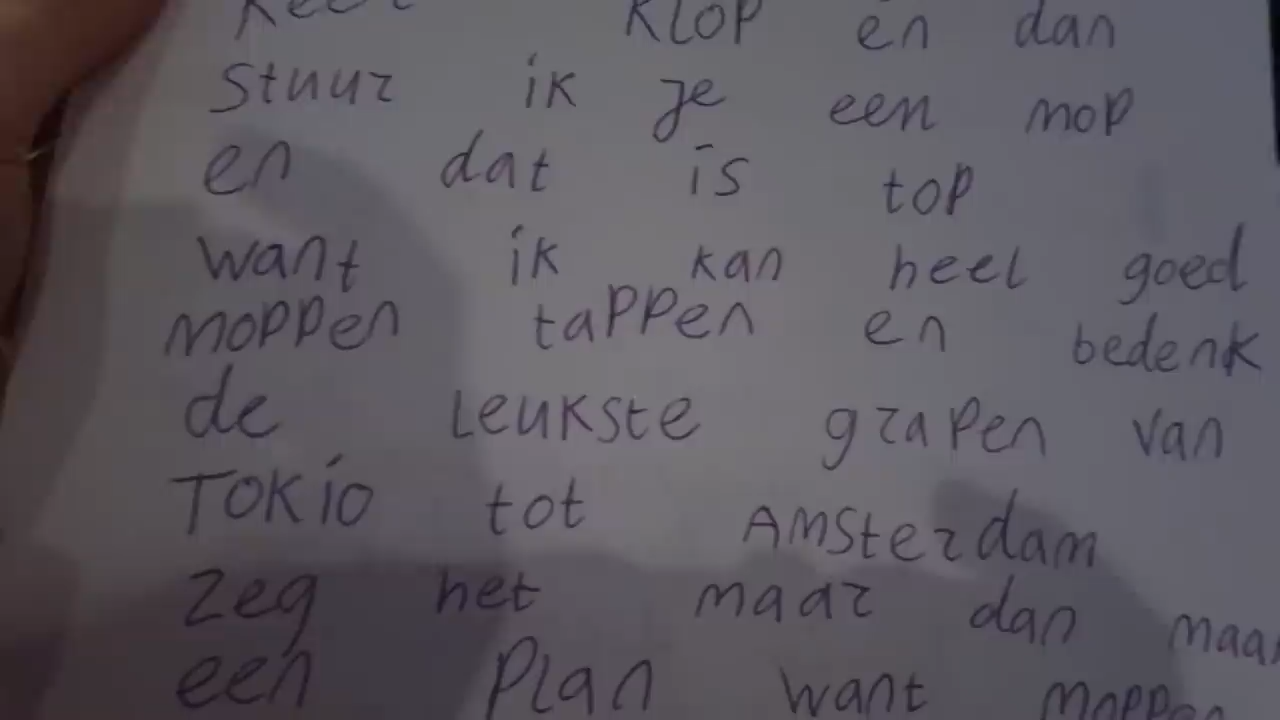 klop en dan
stuur ik je een mop
en dat is top
want ik kan heel goed
moppen tappen en bedenk
de leukste grapen van
Tokio tot Amsterdam
zeg het maar dan
een plan want